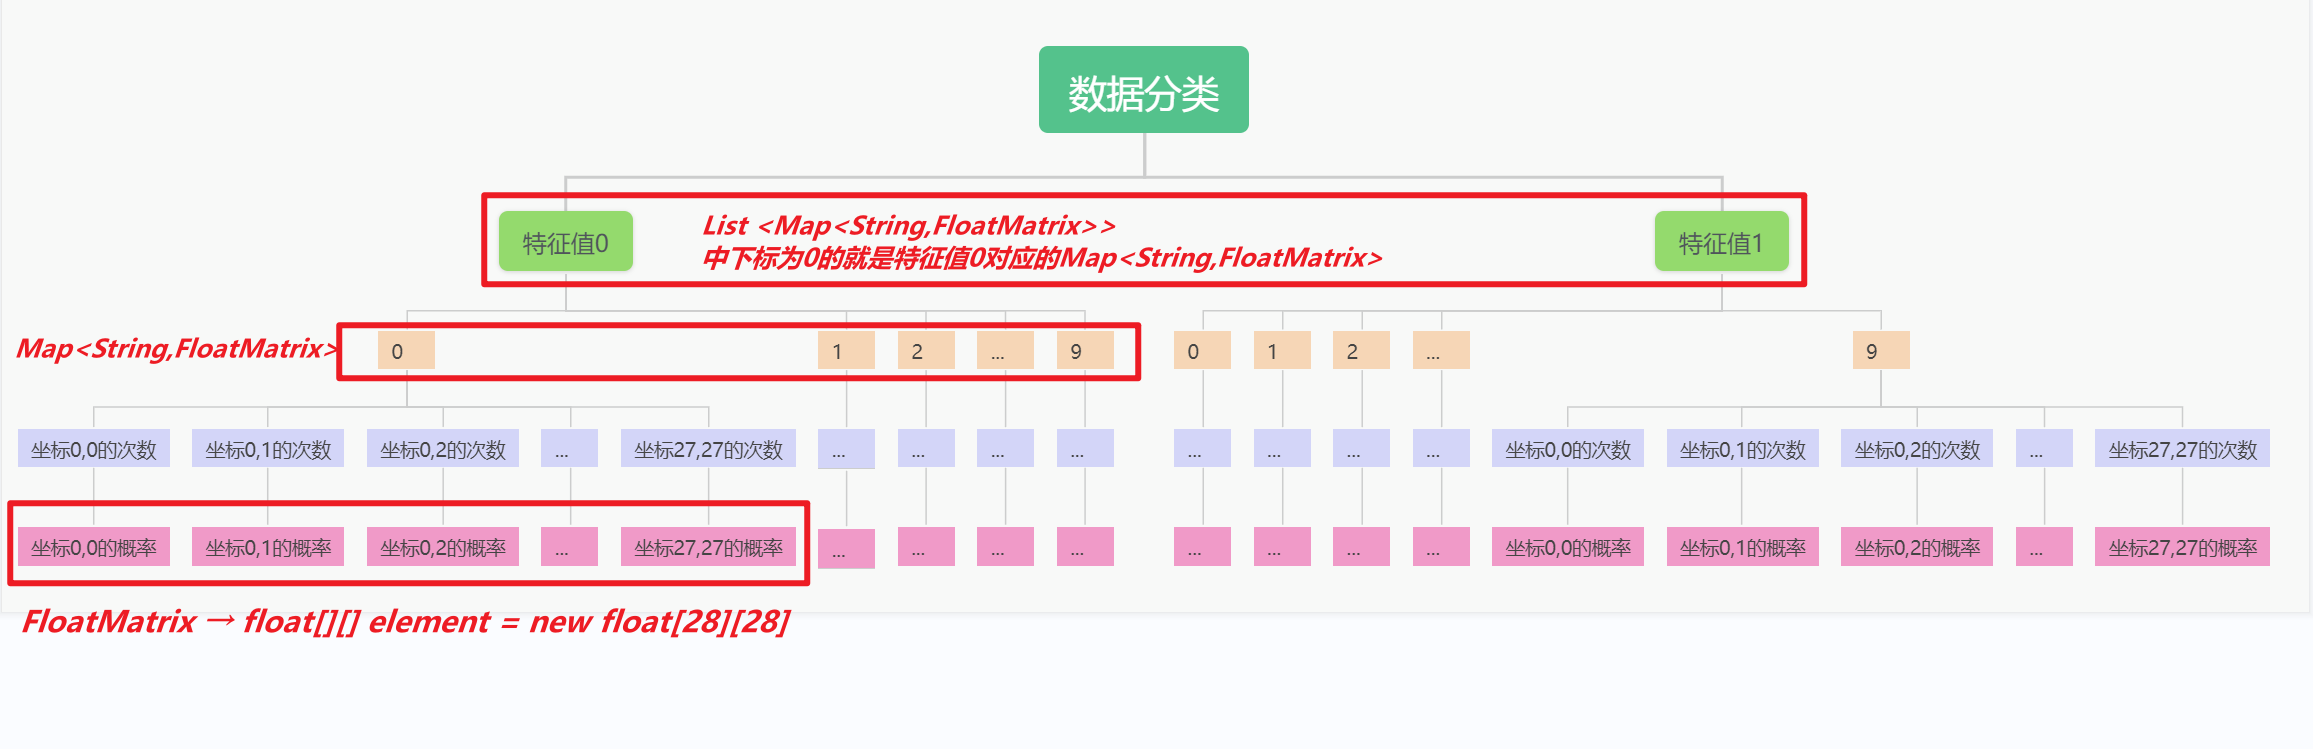 数据分类
特征值0
List <Map<String,FloatMatrix>>
中下标为0的就是特征值0对应的Map<String,FloatMatrix>
特征值1
Map<String,FloatMatrix>
0 1 2 ... 9 0 1 2 ... 9
坐标0,0的次数 坐标0,1的次数 坐标0,2的次数 ... 坐标27,27的次数 ... ... ... ... ... ... ... ... 坐标0,0的次数 坐标0,1的次数 坐标0,2的次数 ... 坐标27,27的次数
坐标0,0的概率 坐标0,1的概率 坐标0,2的概率 ... 坐标27,27的概率 ... ... ... ... ... ... ... ... 坐标0,0的概率 坐标0,1的概率 坐标0,2的概率 ... 坐标27,27的概率
FloatMatrix → float[][] element = new float[28][28]